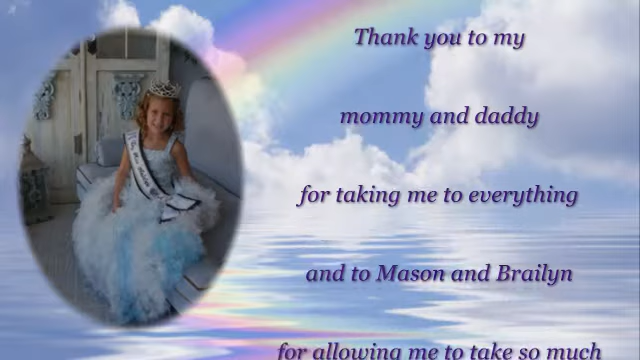 Thank you to my
mommy and daddy
for taking me to everything
and to Mason and Brailyn
for allowing me to take so much